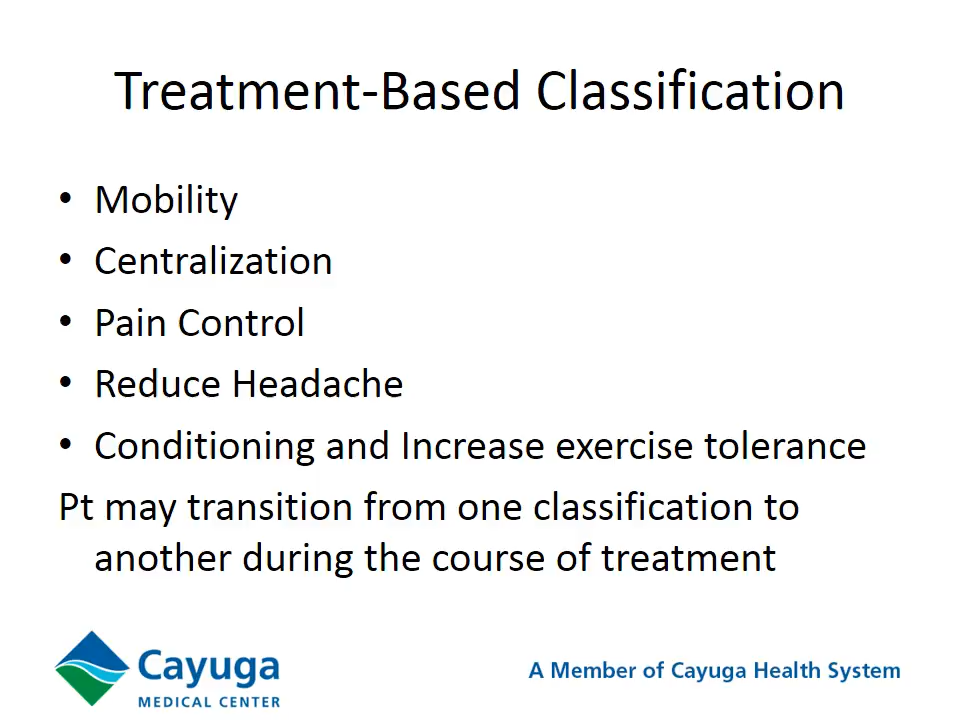 Treatment-Based Classification
• Mobility
• Centralization
• Pain Control
• Reduce Headache
• Conditioning and Increase exercise tolerance
Pt may transition from one classification to
another during the course of treatment
Cayuga
MEDICAL CENTER
A Member of Cayuga Health System